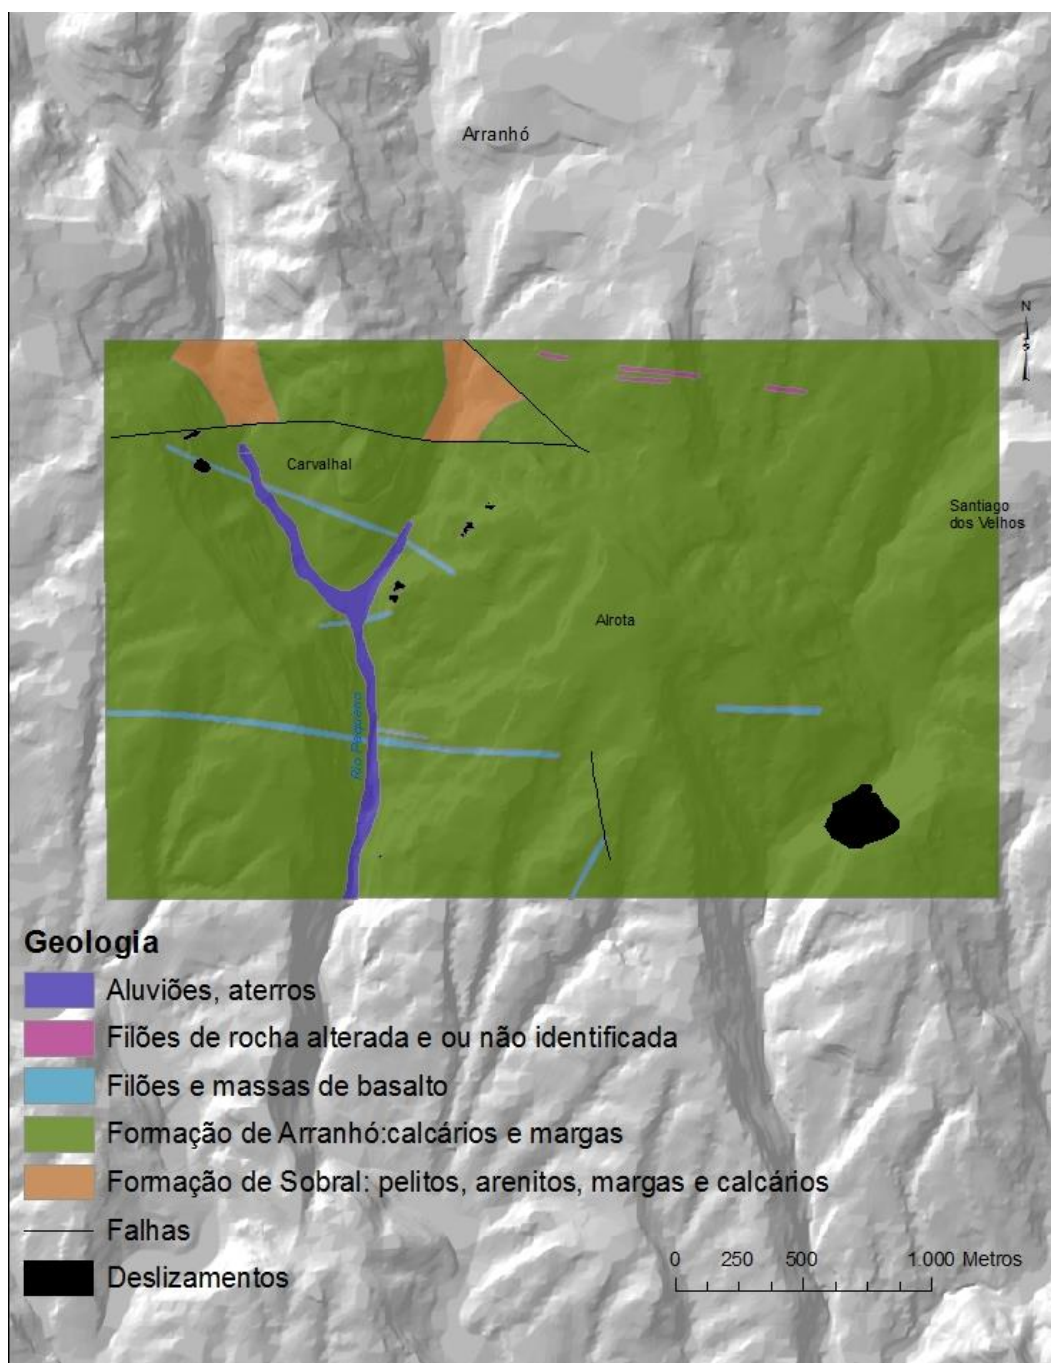 Arranhó
N
S
Carvalhal
Santiago
dos Velhos
Alrota
Rio Pequeno
Geologia
Aluviões, aterros
Filões de rocha alterada e ou não identificada
Filões e massas de basalto
Formação de Arranhó:calcários e margas
Formação de Sobral: pelitos, arenitos, margas e calcários
Falhas
Deslizamentos
0 250 500 1.000 Metros